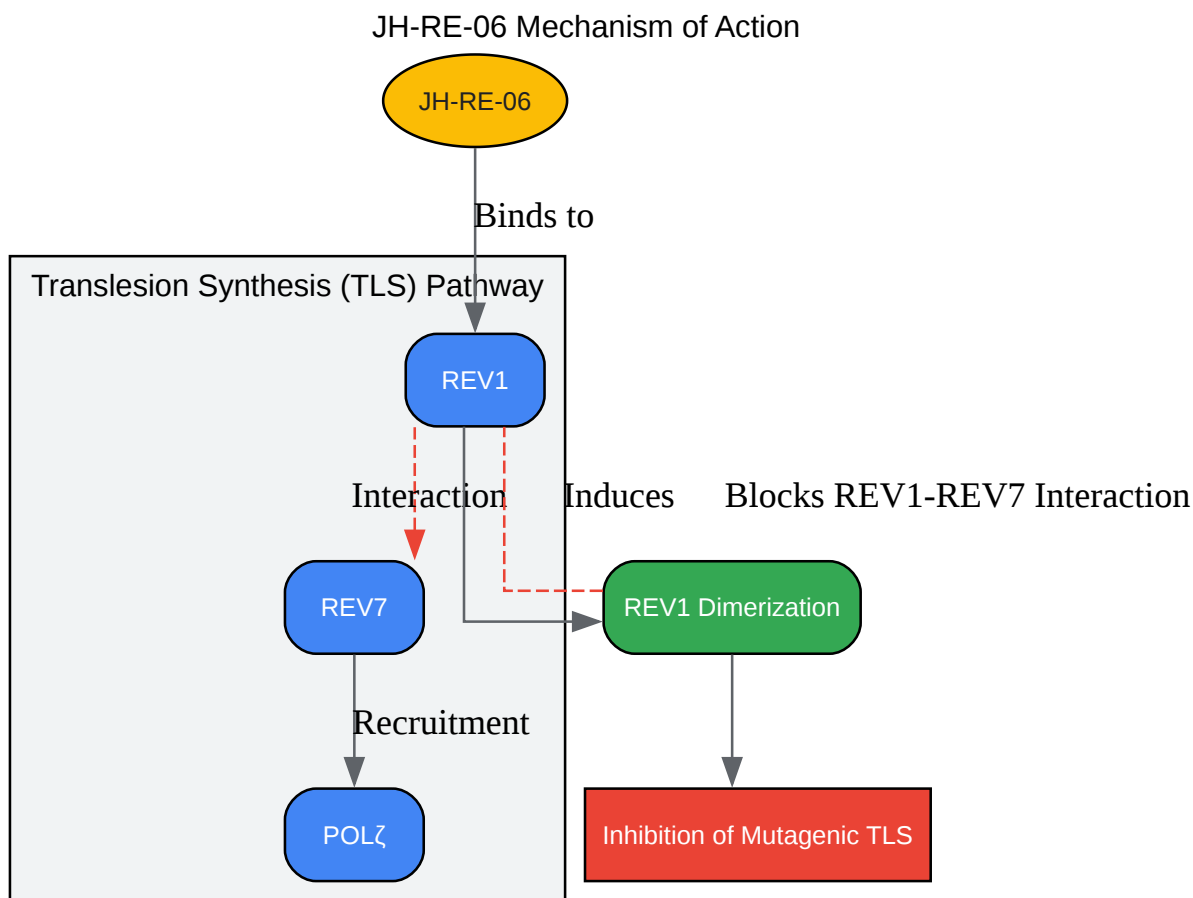 JH-RE-06 Mechanism of Action
JH-RE-06
Binds to
Translesion Synthesis (TLS) Pathway
REV1
Interaction
Induces
Blocks REV1-REV7 Interaction
REV7
REV1 Dimerization
Recruitment
POLζ
Inhibition of Mutagenic TLS